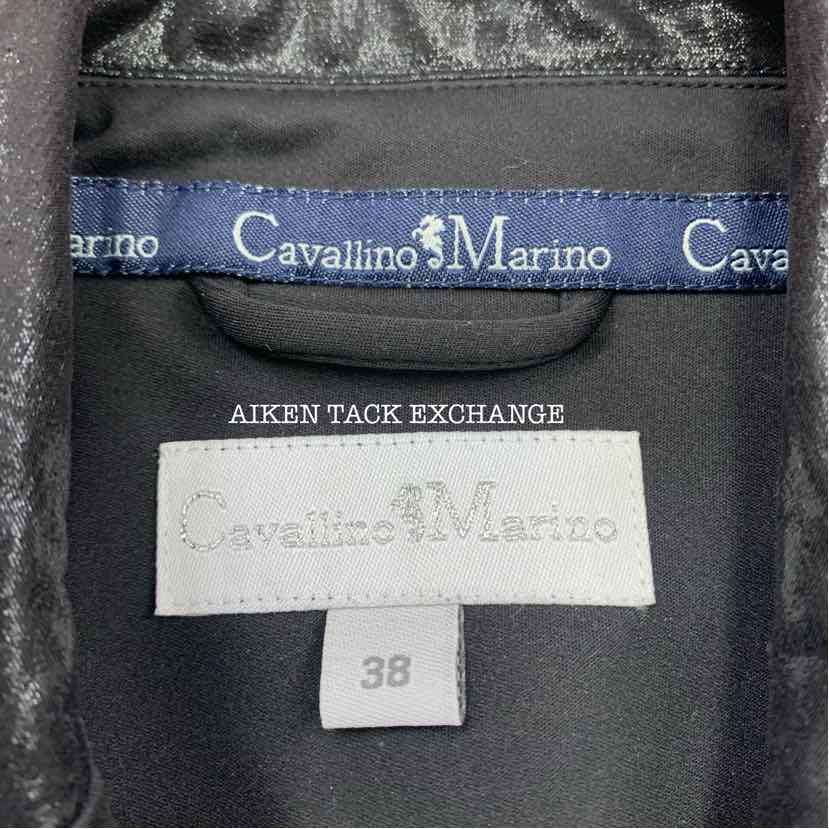 arino Cavallino Marino Cava
AIKEN TACK EXCHANGE
Cavallino Marino
38